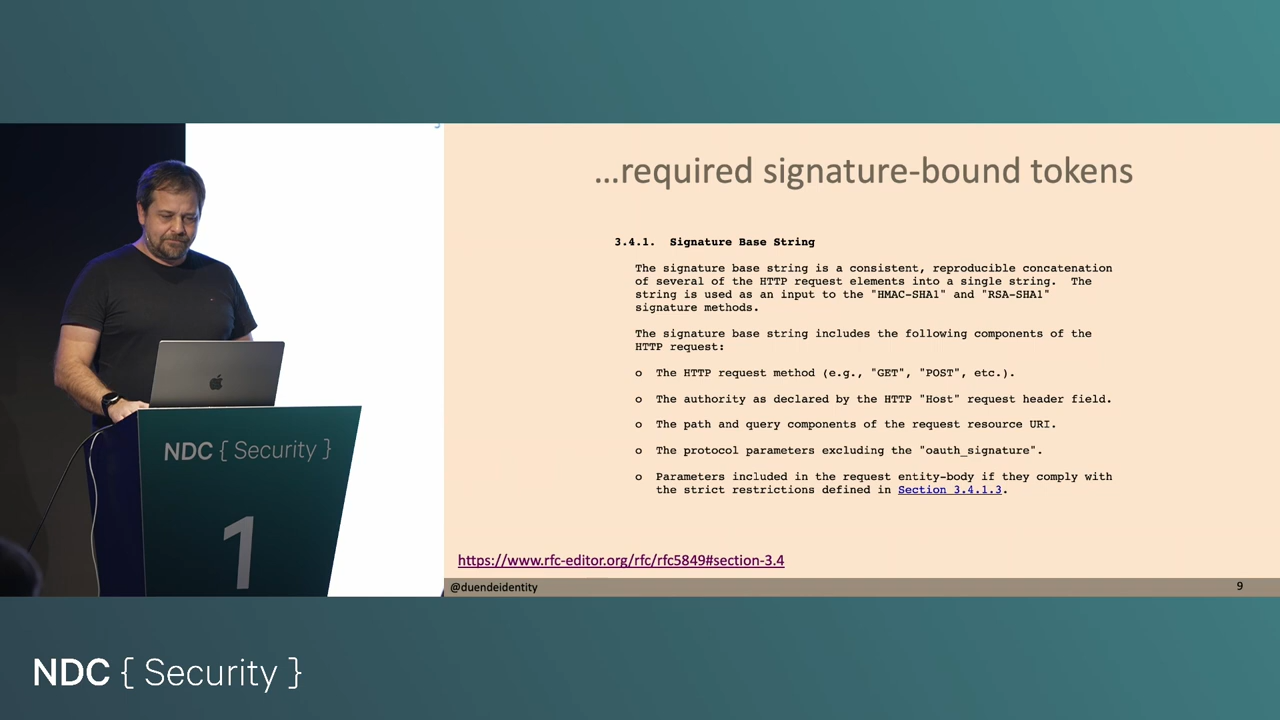 ...required signature-bound tokens
3.4.1. Signature Base String
The signature base string is a consistent, reproducible concatenation
of several of the HTTP request elements into a single string. The
string is used as an input to the "HMAC-SHA1" and "RSA-SHA1"
signature methods.
The signature base string includes the following components of the
HTTP request:
o The HTTP request method (e.g., "GET", "POST", etc.).
o The authority as declared by the HTTP "Host" request header field.
o The path and query components of the request resource URI.
o The protocol parameters excluding the "oauth_signature".
o Parameters included in the request entity-body if they comply with
the strict restrictions defined in Section 3.4.1.3.
https://www.rfc-editor.org/rfc/rfc5849#section-3.4
@duendeidentity
9
NDC { Security }
1
NDC { Security }